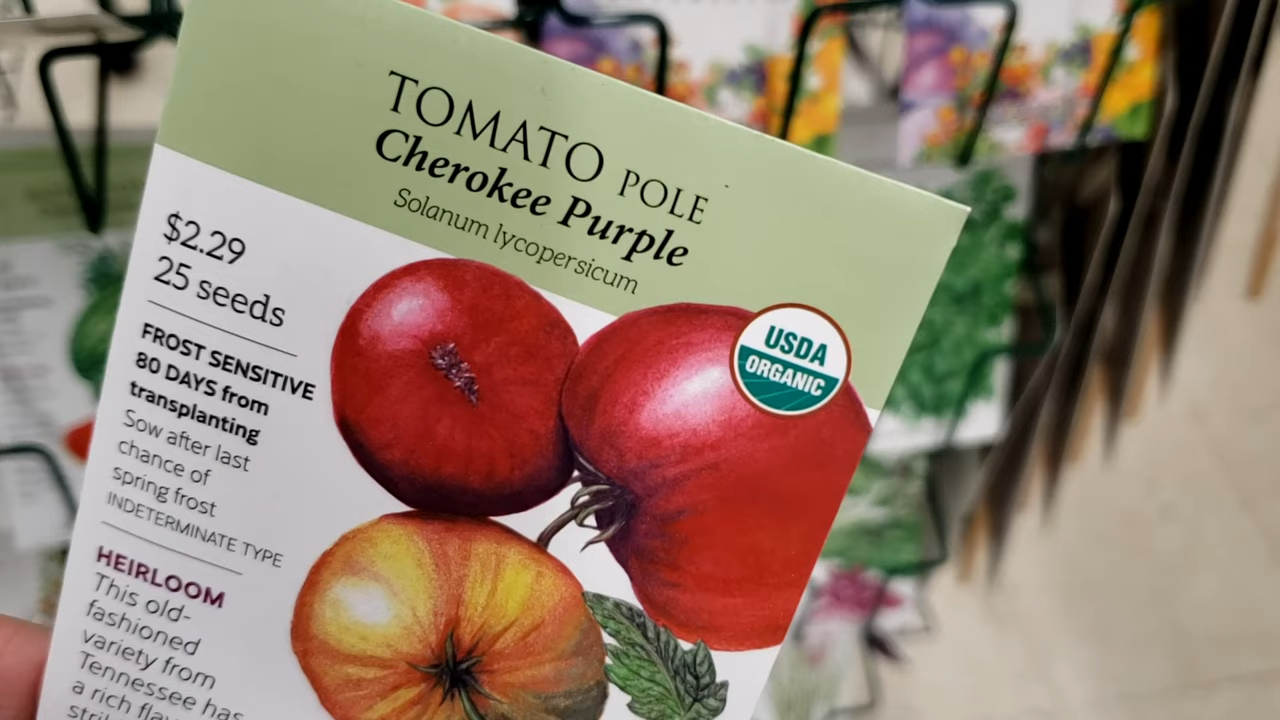 TOMATO POLE
Cherokee Purple
Solanum lycopersicum
$2.29
25 seeds
USDA
ORGANIC
FROST SENSITIVE
80 DAYS from
transplanting
Sow after last
chance of
spring frost
INDETERMINATE TYPE
HEIRLOOM
This old-
fashioned
variety from
Tennessee has
a rich